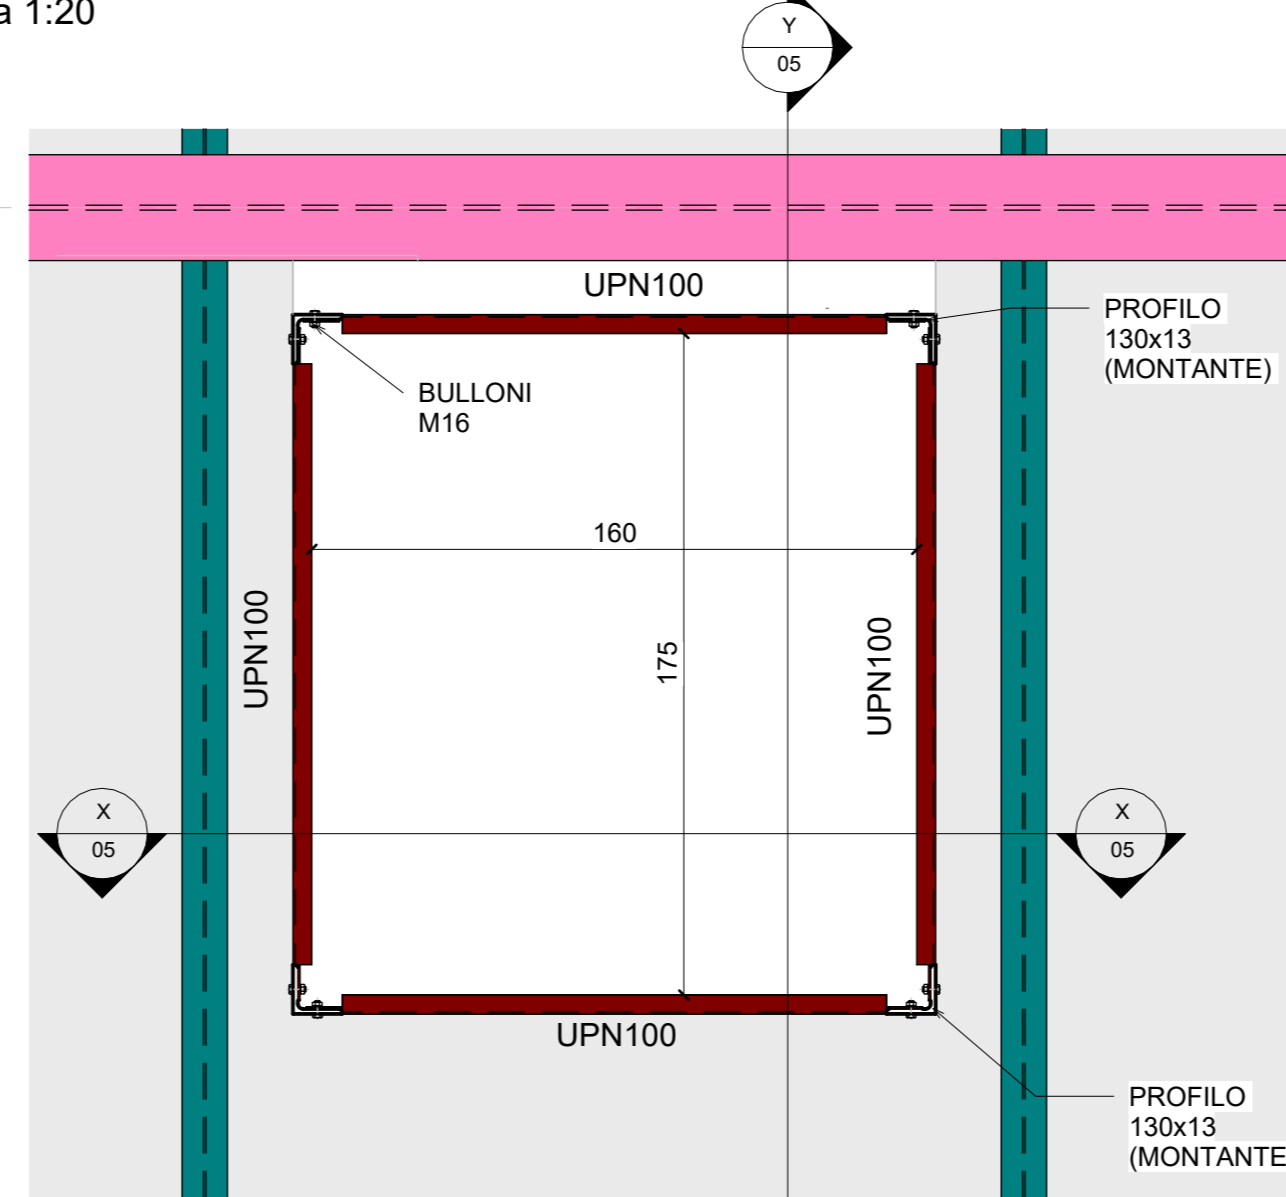 a 1:20
Y
05
UPN100
PROFILO
130x13
(MONTANTE)
BULLONI
M16
160
UPN100
175
UPN100
X
05
X
05
UPN100
PROFILO
130x13
(MONTANTE